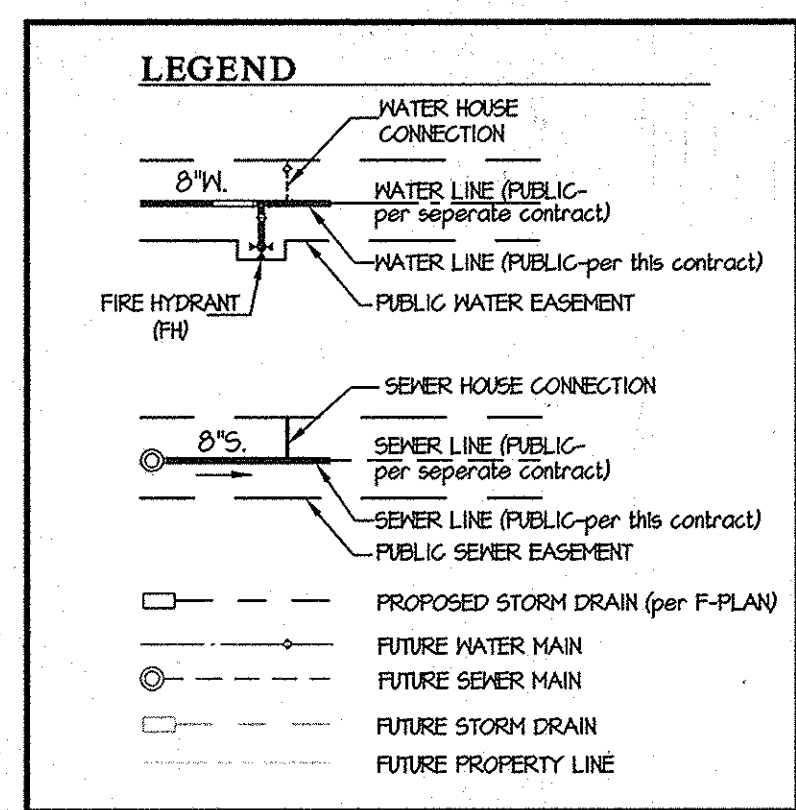 LEGEND
WATER HOUSE
CONNECTION
8"W.
WATER LINE (PUBLIC-
per seperate contract)
WATER LINE (PUBLIC-per this contract)
FIRE HYDRANT
(FH)
PUBLIC WATER EASEMENT
SEWER HOUSE CONNECTION
8"S.
SEWER LINE (PUBLIC-
per seperate contract)
SEWER LINE (PUBLIC-per this contract)
PUBLIC SEWER EASEMENT
PROPOSED STORM DRAIN (per F-PLAN)
FUTURE WATER MAIN
FUTURE SEWER MAIN
FUTURE STORM DRAIN
FUTURE PROPERTY LINE